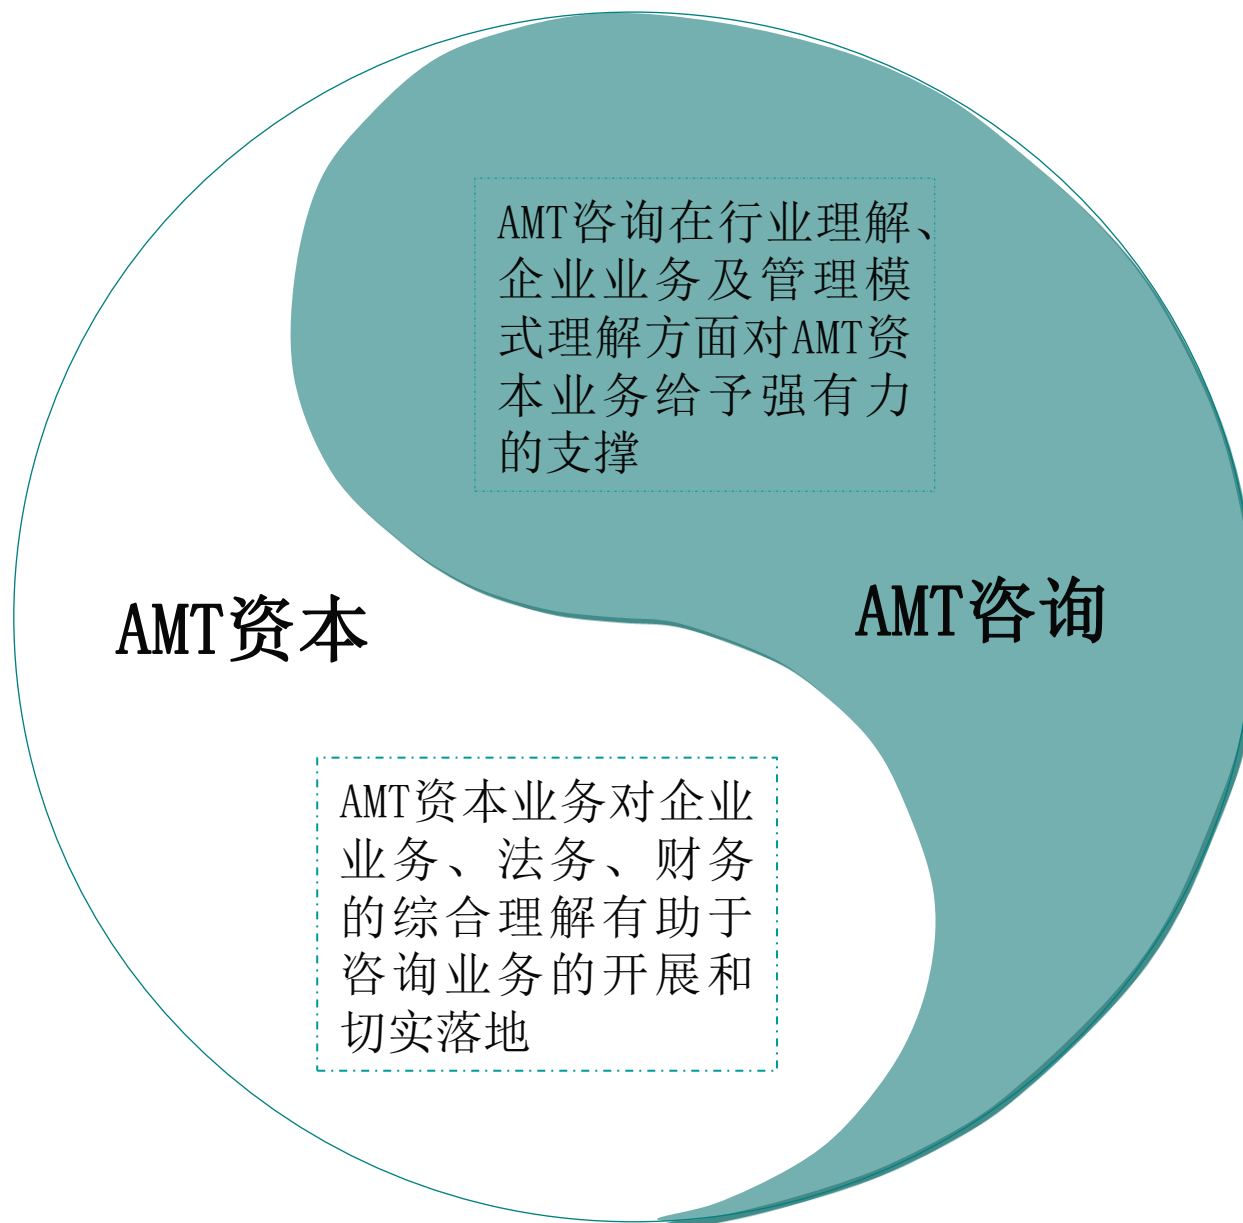 AMT咨询在行业理解、
企业业务及管理模
式理解方面对AMT资
本业务给予强有力
的支撑
AMT资本
AMT咨询
AMT资本业务对企业
业务、法务、财务
的综合理解有助于
咨询业务的开展和
切实落地